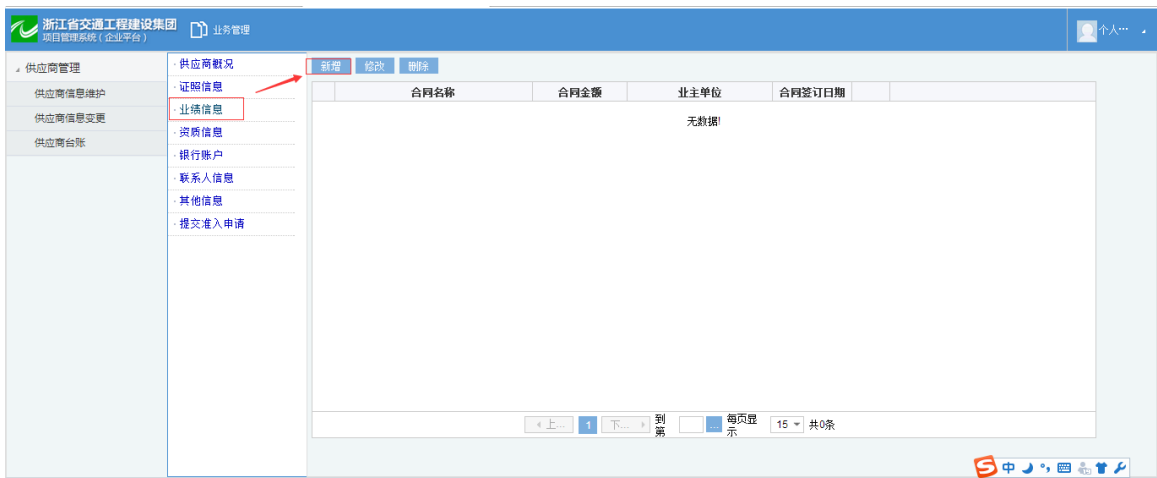 浙江省交通工程建设集团
项目管理系统(企业平台)
业务管理
个人…
供应商管理
供应商信息维护
供应商信息变更
供应商台账
供应商概况
证照信息
业绩信息
资质信息
银行账户
联系人信息
其他信息
提交准入申请
新增 修改 删除
合同名称 合同金额 业主单位 合同签订日期
无数据!
上... 1 下... 到第 ... 每页显示 15 共0条
中